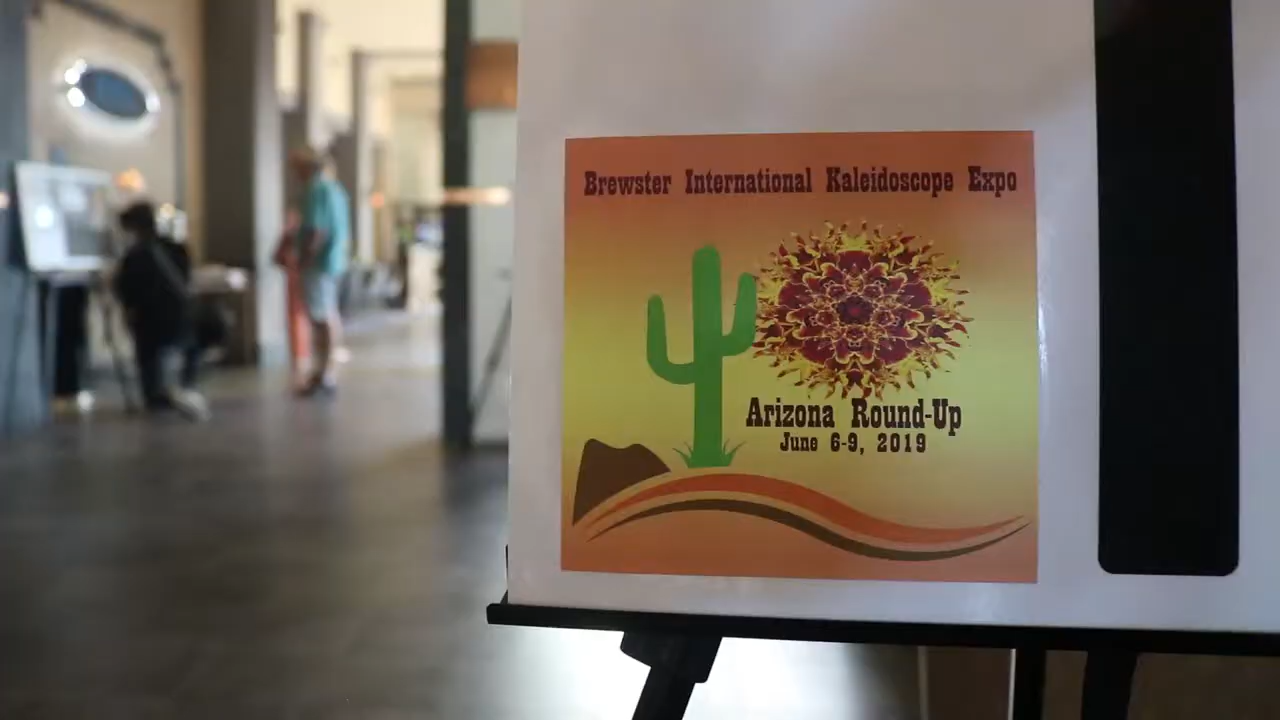 Brewster International Kaleidoscope Expo
Arizona Round-Up
June 6-9, 2019